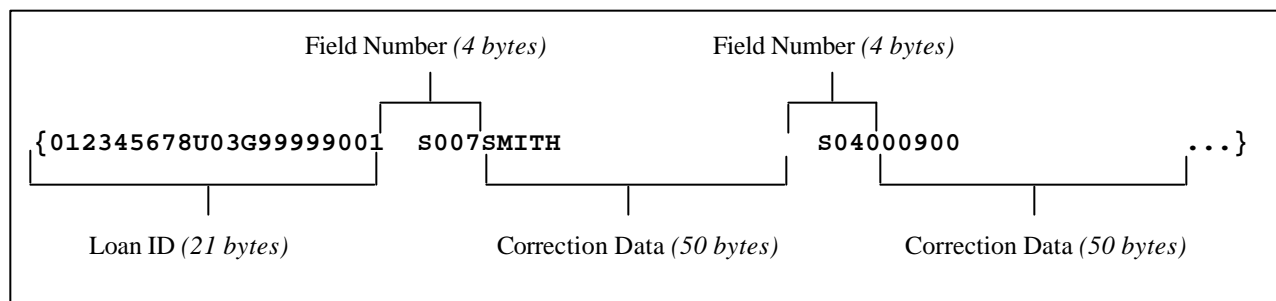 Field Number (4 bytes) Field Number (4 bytes)
{012345678U03G99999001 S007SMITH S04000900 ...}
Loan ID (21 bytes) Correction Data (50 bytes) Correction Data (50 bytes)